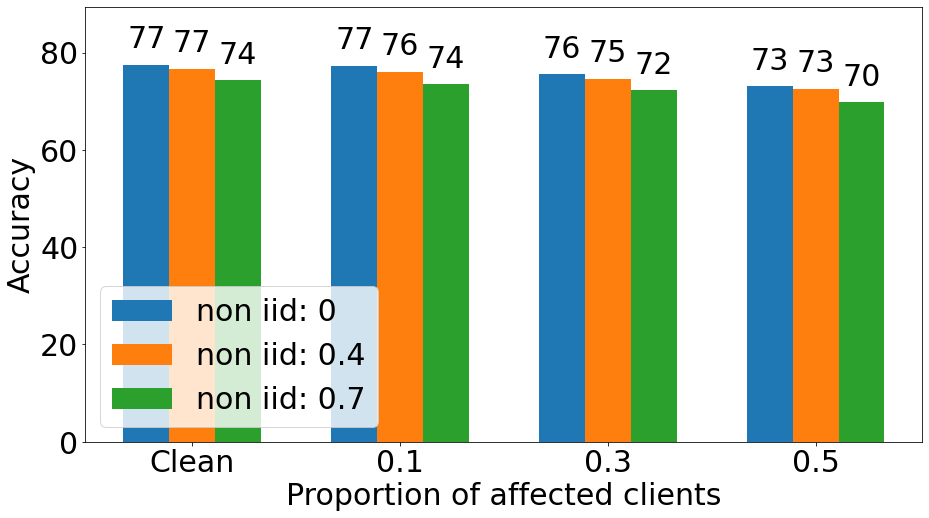 77 77 74 77 76 74 76 75 72 73 73 70
80
60
40
20
0
Accuracy
non iid: 0
non iid: 0.4
non iid: 0.7
Clean 0.1 0.3 0.5
Proportion of affected clients